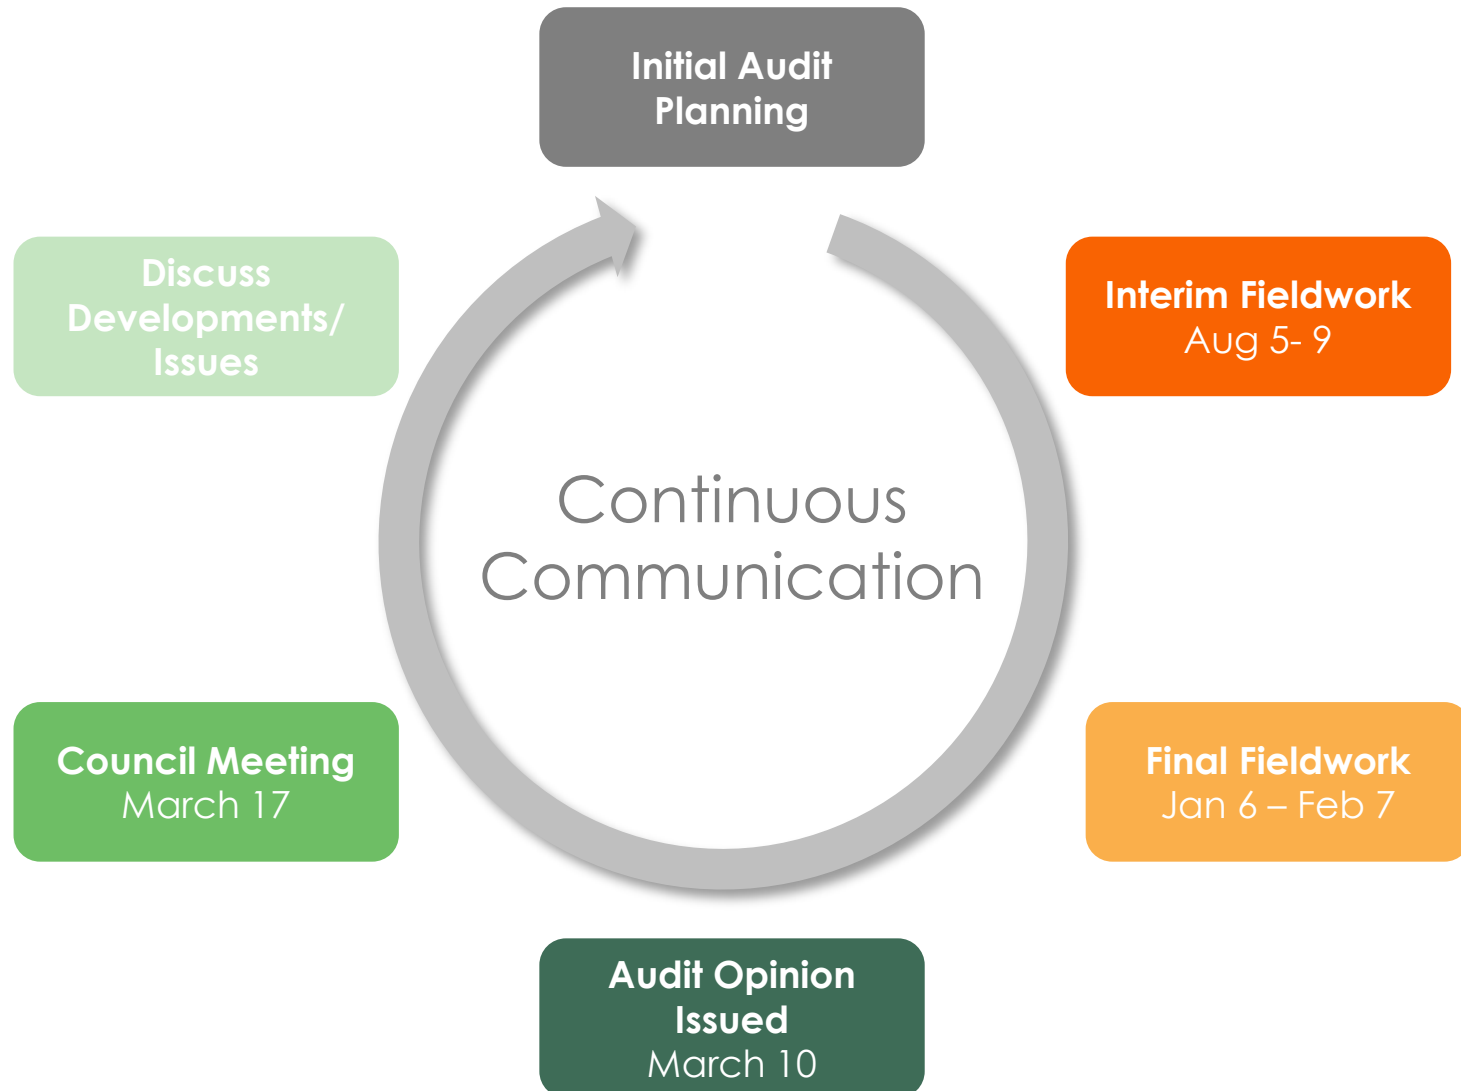 Initial Audit
Planning
Interim Fieldwork
Aug 5- 9
Final Fieldwork
Jan 6 – Feb 7
Audit Opinion
Issued
March 10
Council Meeting
March 17
Discuss
Developments/
Issues
Continuous
Communication